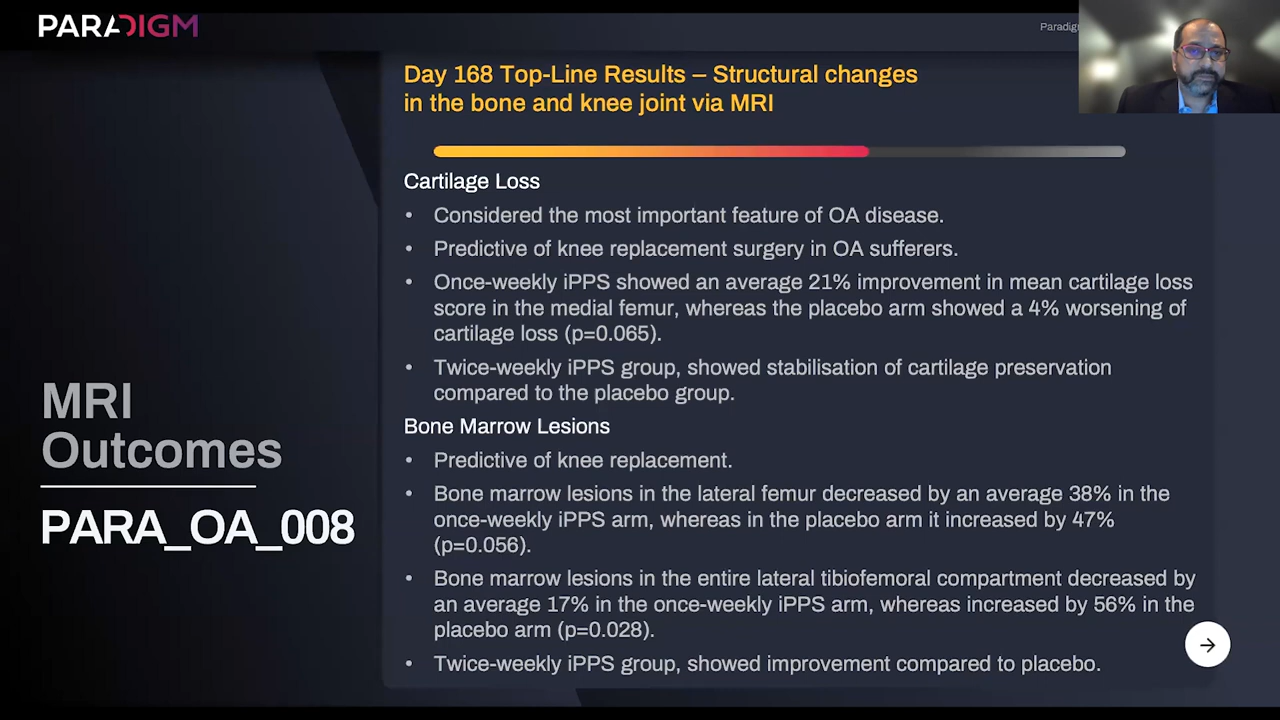 PARADIGM
Paradig
Day 168 Top-Line Results – Structural changes
in the bone and knee joint via MRI
Cartilage Loss
• Considered the most important feature of OA disease.
• Predictive of knee replacement surgery in OA sufferers.
• Once-weekly iPPS showed an average 21% improvement in mean cartilage loss
score in the medial femur, whereas the placebo arm showed a 4% worsening of
cartilage loss (p=0.065).
• Twice-weekly iPPS group, showed stabilisation of cartilage preservation
compared to the placebo group.
Bone Marrow Lesions
• Predictive of knee replacement.
• Bone marrow lesions in the lateral femur decreased by an average 38% in the
once-weekly iPPS arm, whereas in the placebo arm it increased by 47%
(p=0.056).
• Bone marrow lesions in the entire lateral tibiofemoral compartment decreased by
an average 17% in the once-weekly iPPS arm, whereas increased by 56% in the
placebo arm (p=0.028).
• Twice-weekly iPPS group, showed improvement compared to placebo.
MRI
Outcomes
PARA_OA_008